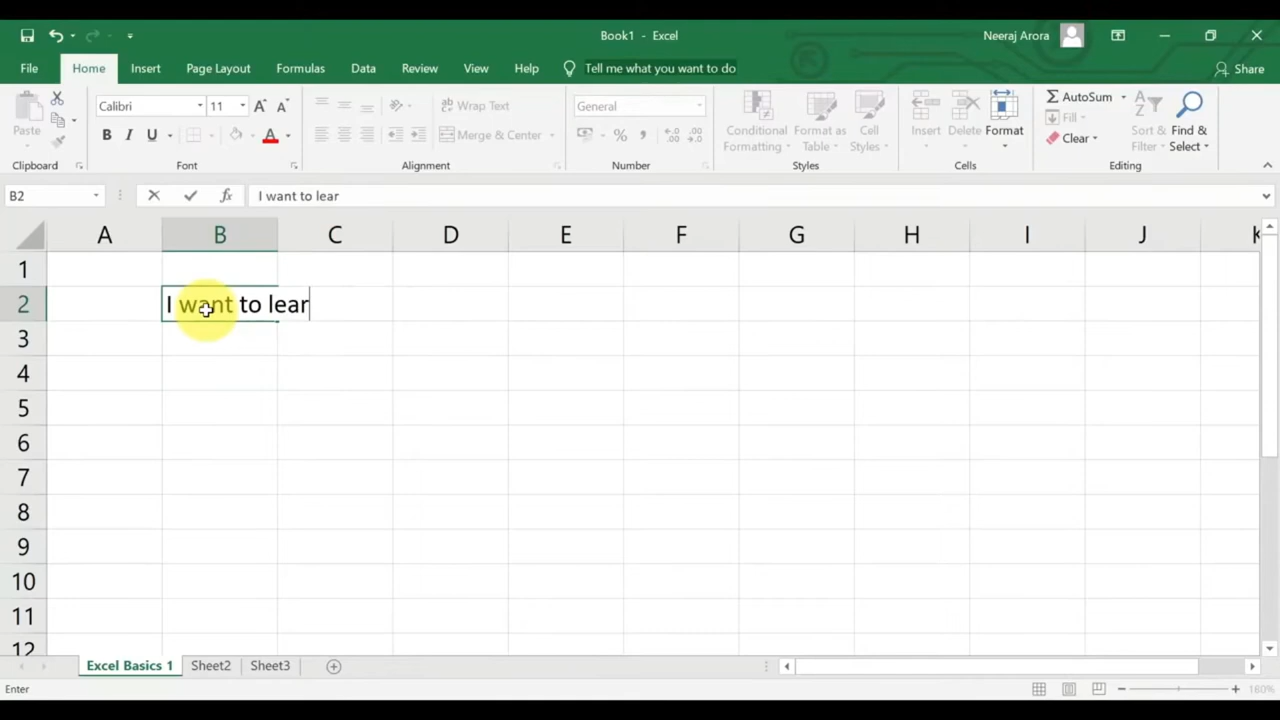 Book1 - Excel
Neeraj Arora
File Home Insert Page Layout Formulas Data Review View Help Tell me what you want to do Share
Paste
Calibri 11
B I U A
Wrap Text
Merge & Center
General
%
Conditional Formatting
Format as Table
Cell Styles
Insert Delete Format
AutoSum
Fill
Clear
Sort & Filter
Find & Select
Clipboard Font Alignment Number Styles Cells Editing
B2 fx I want to lear
A B C D E F G H I J K
1
2 I want to lear
3
4
5
6
7
8
9
10
11
12
Excel Basics 1 Sheet2 Sheet3
Enter 160%